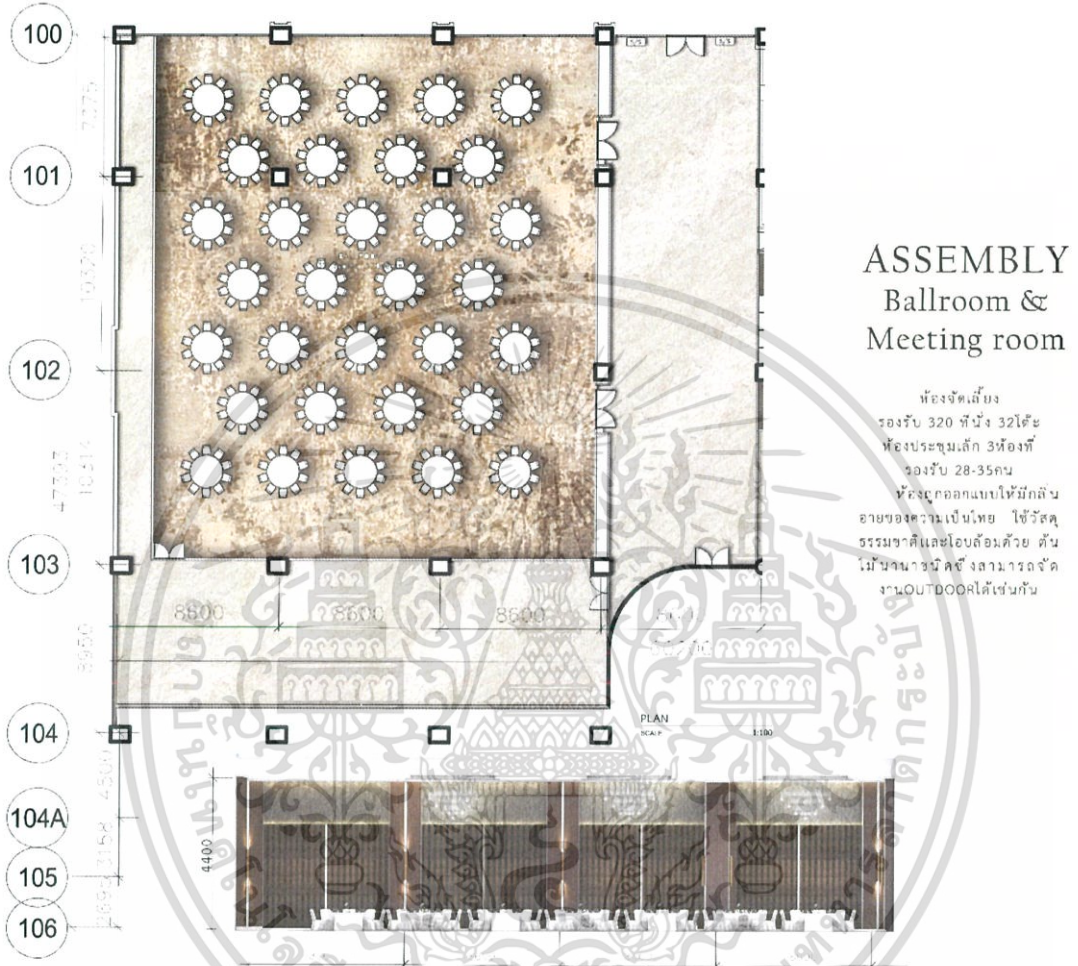 100
101
102
103
104
104A
105
106
10320
47393
8600
8600
8600
PLAN
SCALE 1:100
4400
ASSEMBLY
Ballroom &
Meeting room
ห้องจัดเลี้ยง
รองรับ 320 ที่นั่ง 32โต๊ะ
ห้องประชุมเล็ก 3ห้องที่
รองรับ 28-35คน
ห้องถูกออกแบบให้มีกลิ่น
อายของความเป็นไทย ใช้วัสดุ
ธรรมชาติและโอบล้อมด้วย ต้น
ไม้นานาชนิดซึ่งสามารถจัด
งานOUTDOORได้เช่นกัน